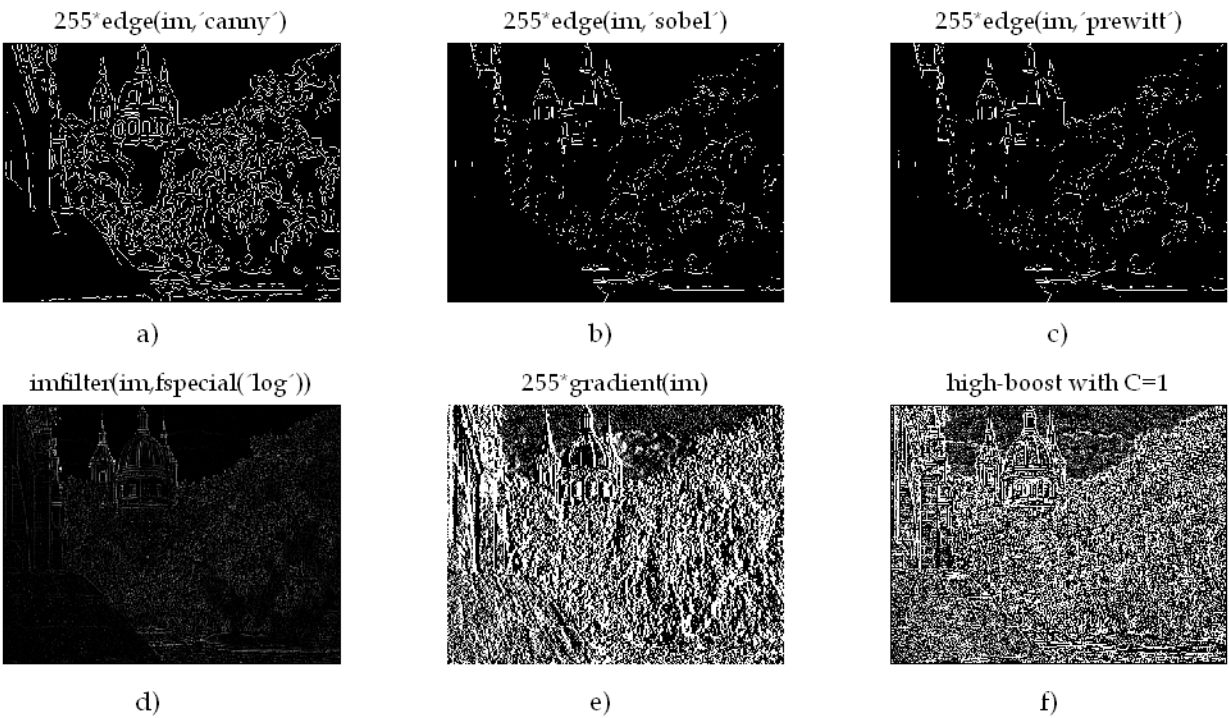 255*edge(im,´canny´)
255*edge(im,´sobel´)
255*edge(im,´prewitt´)
a)
b)
c)
imfilter(im,fspecial(´log´))
255*gradient(im)
high-boost with C=1
d)
e)
f)